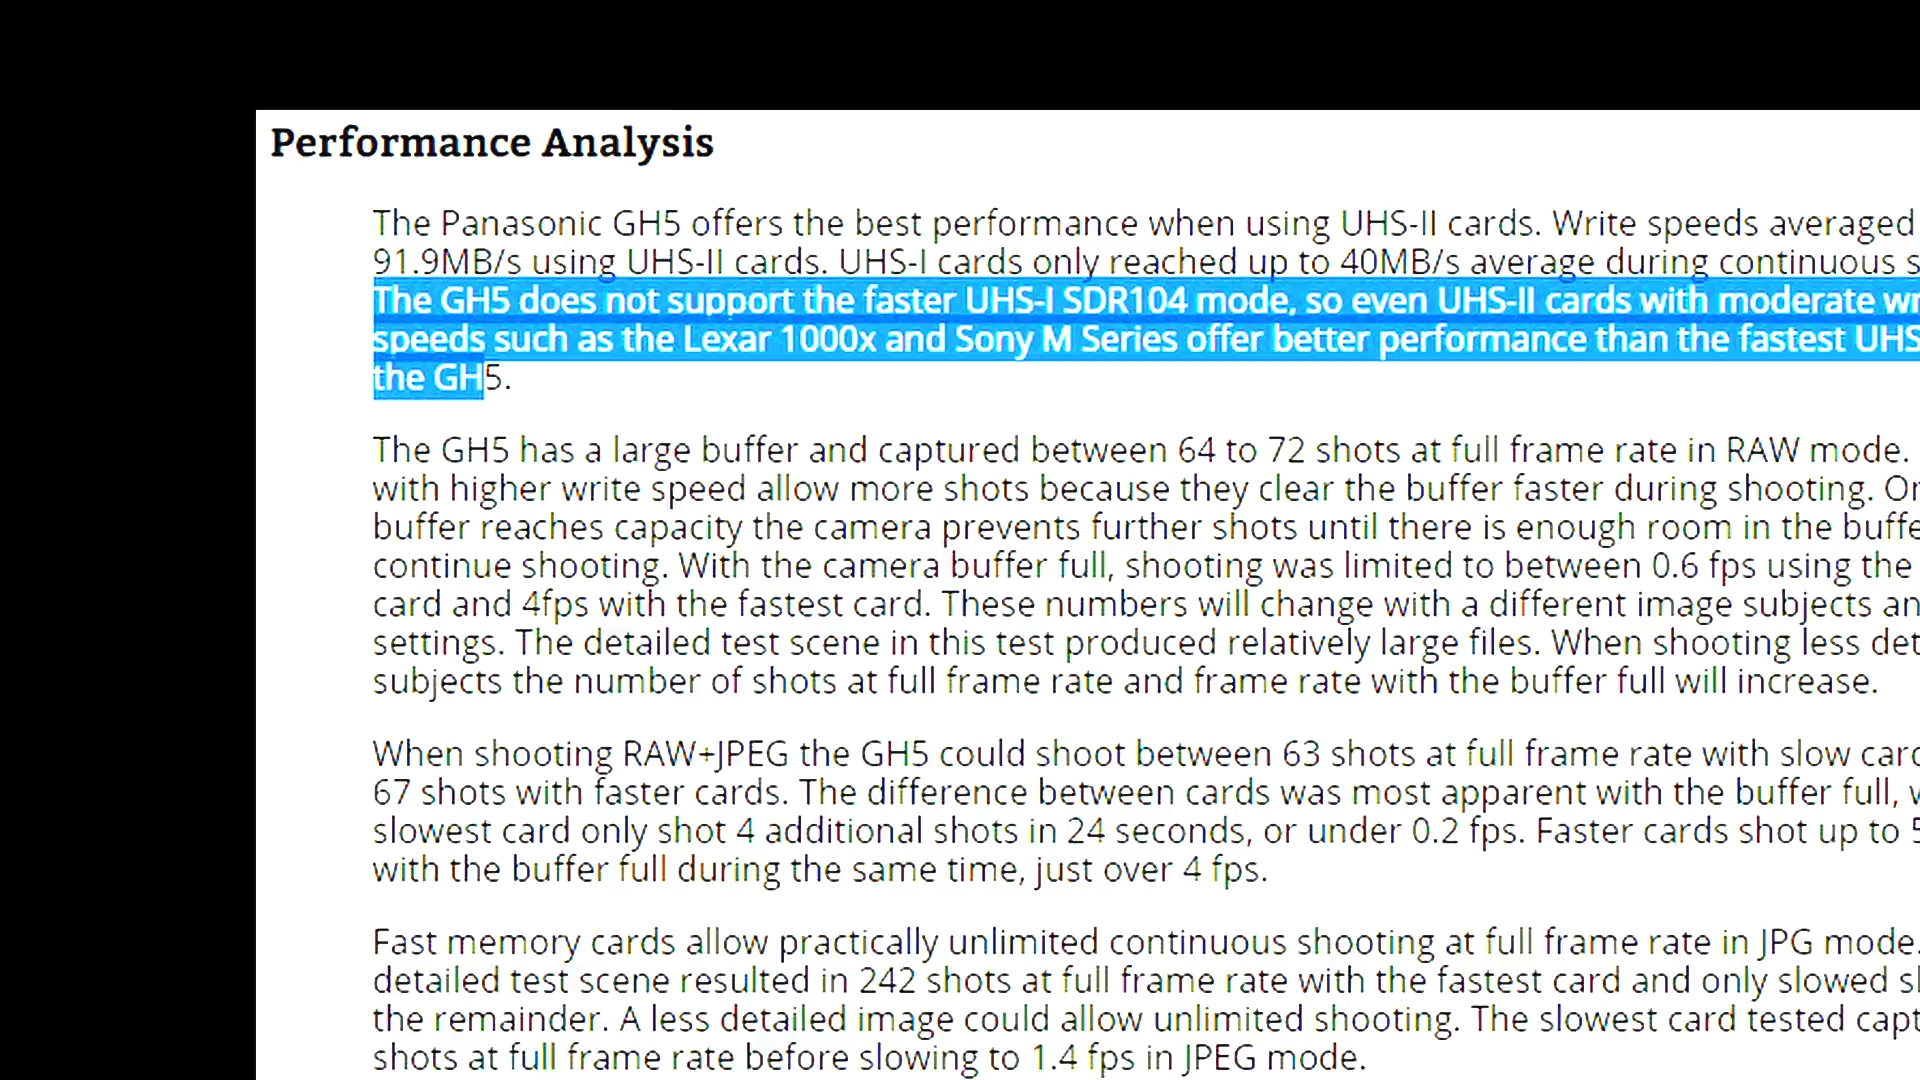 Performance Analysis
The Panasonic GH5 offers the best performance when using UHS-II cards. Write speeds averaged
91.9MB/s using UHS-II cards. UHS-I cards only reached up to 40MB/s average during continuous
The GH5 does not support the faster UHS-I SDR104 mode, so even UHS-II cards with moderate
speeds such as the Lexar 1000x and Sony M Series offer better performance than the fastest UHS
the GH5.
The GH5 has a large buffer and captured between 64 to 72 shots at full frame rate in RAW mode.
with higher write speed allow more shots because they clear the buffer faster during shooting.
buffer reaches capacity the camera prevents further shots until there is enough room in the
continue shooting. With the camera buffer full, shooting was limited to between 0.6 fps using the
card and 4fps with the fastest card. These numbers will change with a different image subjects
settings. The detailed test scene in this test produced relatively large files. When shooting less
subjects the number of shots at full frame rate and frame rate with the buffer full will increase.
When shooting RAW+JPEG the GH5 could shoot between 63 shots at full frame rate with slow
67 shots with faster cards. The difference between cards was most apparent with the buffer full,
slowest card only shot 4 additional shots in 24 seconds, or under 0.2 fps. Faster cards shot up to
with the buffer full during the same time, just over 4 fps.
Fast memory cards allow practically unlimited continuous shooting at full frame rate in JPG mode.
detailed test scene resulted in 242 shots at full frame rate with the fastest card and only slowed
the remainder. A less detailed image could allow unlimited shooting. The slowest card tested
shots at full frame rate before slowing to 1.4 fps in JPEG mode.